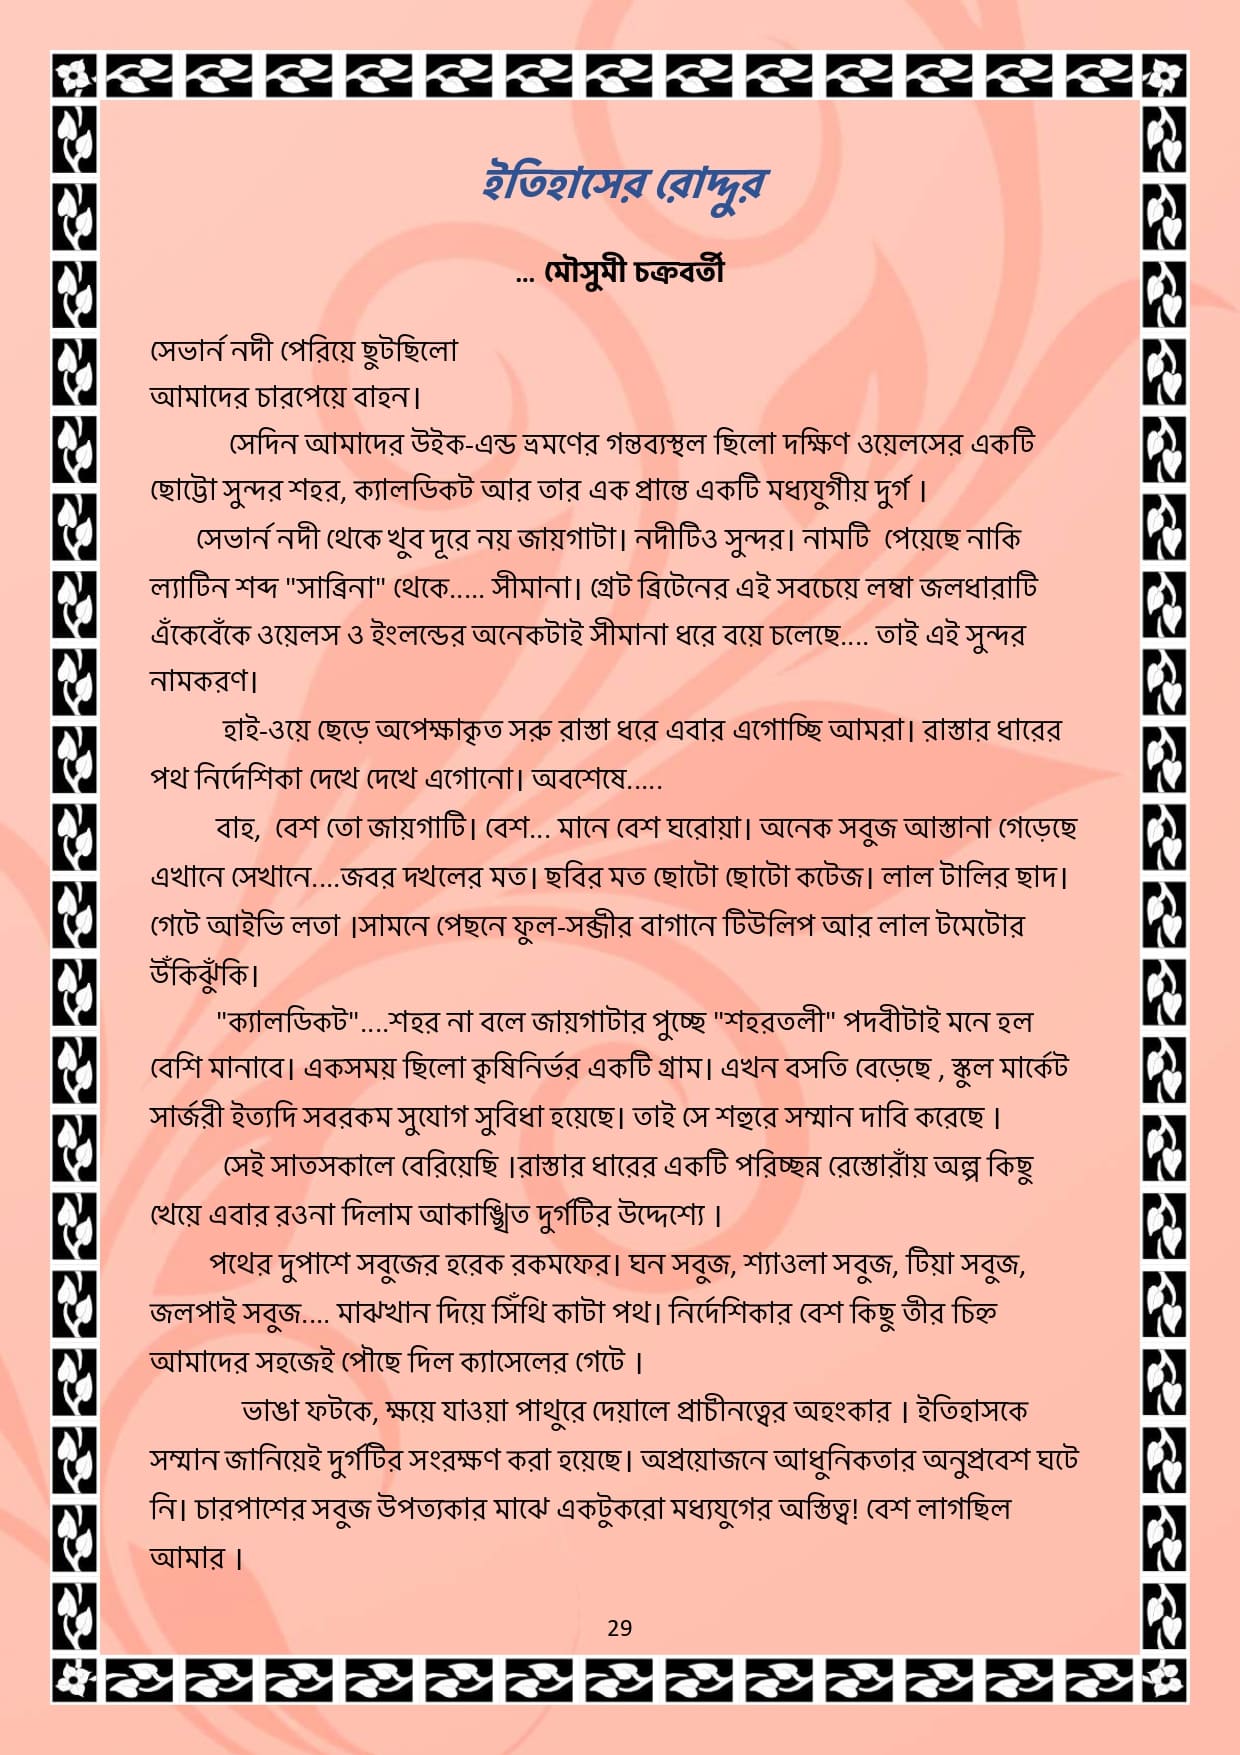 ইতিহাসের রোদ্দুর
... মৌসুমী চক্রবর্তী
সেভার্ন নদী পেরিয়ে ছুটছিলো
আমাদের চারপেয়ে বাহন।
সেদিন আমাদের উইক-এন্ড ভ্রমণের গন্তব্যস্থল ছিলো দক্ষিণ ওয়েলসের একটি
ছোট্টো সুন্দর শহর, ক্যালডিকট আর তার এক প্রান্তে একটি মধ্যযুগীয় দুর্গ ।
সেভার্ন নদী থেকে খুব দূরে নয় জায়গাটা। নদীটিও সুন্দর। নামটি পেয়েছে নাকি
ল্যাটিন শব্দ "সাব্রিনা" থেকে..... সীমানা। গ্রেট ব্রিটেনের এই সবচেয়ে লম্বা জলধারাটি
এঁকেবেঁকে ওয়েলস ও ইংলন্ডের অনেকটাই সীমানা ধরে বয়ে চলেছে.... তাই এই সুন্দর
নামকরণ।
হাই-ওয়ে ছেড়ে অপেক্ষাকৃত সরু রাস্তা ধরে এবার এগোচ্ছি আমরা। রাস্তার ধারের
পথ নির্দেশিকা দেখে দেখে এগোনো। অবশেষে.....
বাহ, বেশ তো জায়গাটি। বেশ... মানে বেশ ঘরোয়া। অনেক সবুজ আস্তানা গেড়েছে
এখানে সেখানে....জবর দখলের মত। ছবির মত ছোটো ছোটো কটেজ। লাল টালির ছাদ।
গেটে আইভি লতা ।সামনে পেছনে ফুল-সব্জীর বাগানে টিউলিপ আর লাল টমেটোর
উঁকিঝুঁকি।
"ক্যালডিকট"....শহর না বলে জায়গাটার পুচ্ছে "শহরতলী" পদবীটাই মনে হল
বেশি মানাবে। একসময় ছিলো কৃষিনির্ভর একটি গ্রাম। এখন বসতি বেড়েছে , স্কুল মার্কেট
সার্জরী ইত্যদি সবরকম সুযোগ সুবিধা হয়েছে। তাই সে শহুরে সম্মান দাবি করেছে ।
সেই সাতসকালে বেরিয়েছি ।রাস্তার ধারের একটি পরিচ্ছন্ন রেস্তোরাঁয় অল্প কিছু
খেয়ে এবার রওনা দিলাম আকাঙ্খিত দুর্গটির উদ্দেশ্যে ।
পথের দুপাশে সবুজের হরেক রকমফের। ঘন সবুজ, শ্যাওলা সবুজ, টিয়া সবুজ,
জলপাই সবুজ.... মাঝখান দিয়ে সিঁথি কাটা পথ। নির্দেশিকার বেশ কিছু তীর চিহ্ন
আমাদের সহজেই পৌছে দিল ক্যাসেলের গেটে ।
ভাঙা ফটকে, ক্ষয়ে যাওয়া পাথুরে দেয়ালে প্রাচীনত্বের অহংকার । ইতিহাসকে
সম্মান জানিয়েই দুর্গটির সংরক্ষণ করা হয়েছে। অপ্রয়োজনে আধুনিকতার অনুপ্রবেশ ঘটে
নি। চারপাশের সবুজ উপত্যকার মাঝে একটুকরো মধ্যযুগের অস্তিত্ব! বেশ লাগছিল
আমার ।
29